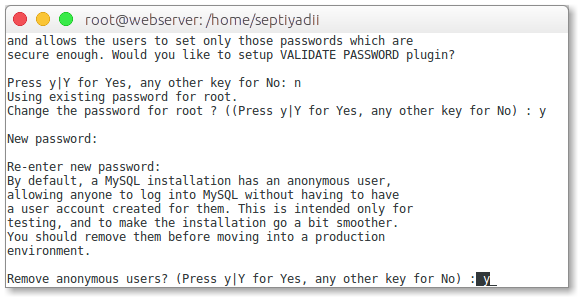 root@webserver: /home/septiyadii
and allows the users to set only those passwords which are
secure enough. Would you like to setup VALIDATE PASSWORD plugin?
Press y|Y for Yes, any other key for No: n
Using existing password for root.
Change the password for root ? ((Press y|Y for Yes, any other key for No) : y
New password:
Re-enter new password:
By default, a MySQL installation has an anonymous user,
allowing anyone to log into MySQL without having to have
a user account created for them. This is intended only for
testing, and to make the installation go a bit smoother.
You should remove them before moving into a production
environment.
Remove anonymous users? (Press y|Y for Yes, any other key for No) : y_